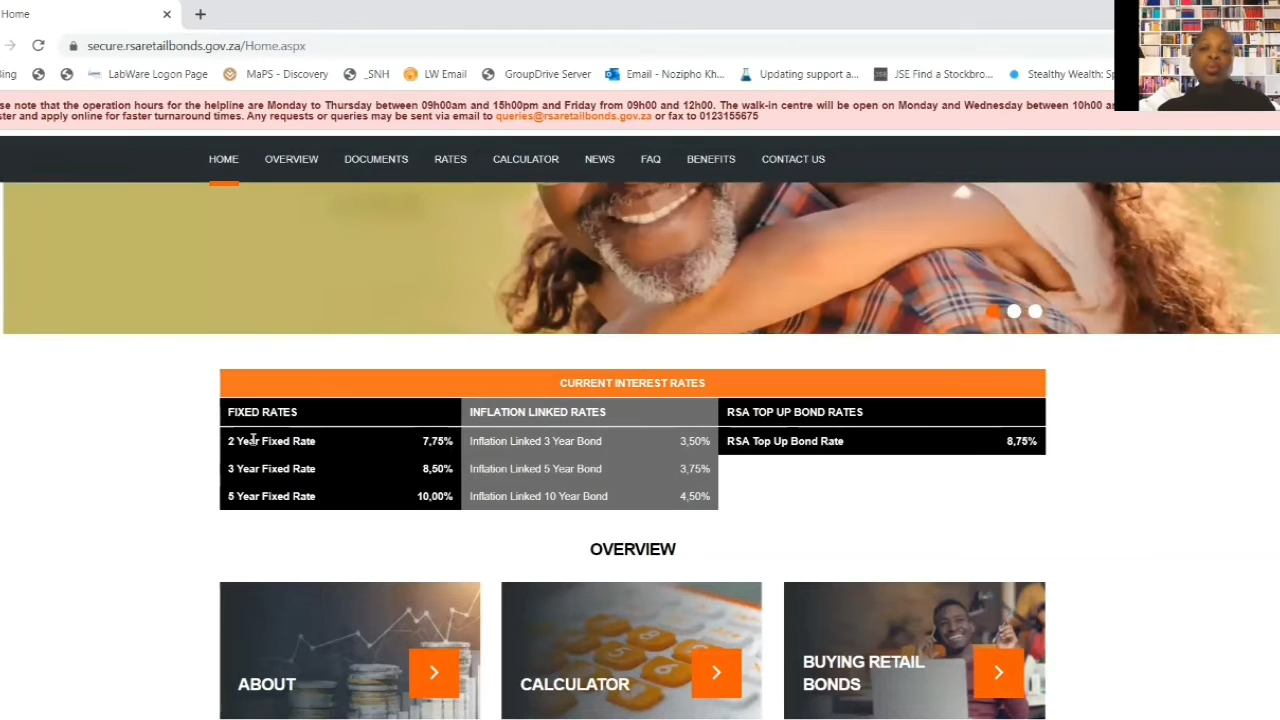 Home
secure.rsaretailbonds.gov.za/Home.aspx
LabWare Logon Page MaPS - Discovery _SNH LW Email GroupDrive Server Email - Nozipho Kh... Updating support a... JSE Find a Stockbro... Stealthy Wealth:
note that the operation hours for the helpline are Monday to Thursday between 09h00am and 15h00pm and Friday from 09h00 and 12h00. The walk-in centre will be open on Monday and Wednesday between 10h00
and apply online for faster turnaround times. Any requests or queries may be sent via email to queries@rsaretailbonds.gov.za or fax to 0123155675
HOME OVERVIEW DOCUMENTS RATES CALCULATOR NEWS FAQ BENEFITS CONTACT US
CURRENT INTEREST RATES
FIXED RATES INFLATION LINKED RATES RSA TOP UP BOND RATES
2 Year Fixed Rate 7,75% Inflation Linked 3 Year Bond 3,50% RSA Top Up Bond Rate 8,75%
3 Year Fixed Rate 8,50% Inflation Linked 5 Year Bond 3,75%
5 Year Fixed Rate 10,00% Inflation Linked 10 Year Bond 4,50%
OVERVIEW
ABOUT
CALCULATOR
BUYING RETAIL
BONDS